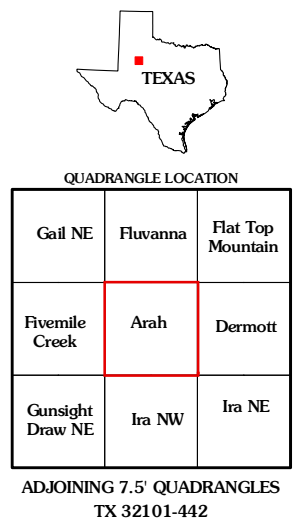 TEXAS
QUADRANGLE LOCATION
Gail NE
Fluvanna
Flat Top
Mountain
Fivemile
Creek
Arah
Dermott
Gunsight
Draw NE
Ira NW
Ira NE
ADJOINING 7.5' QUADRANGLES
TX 32101-442